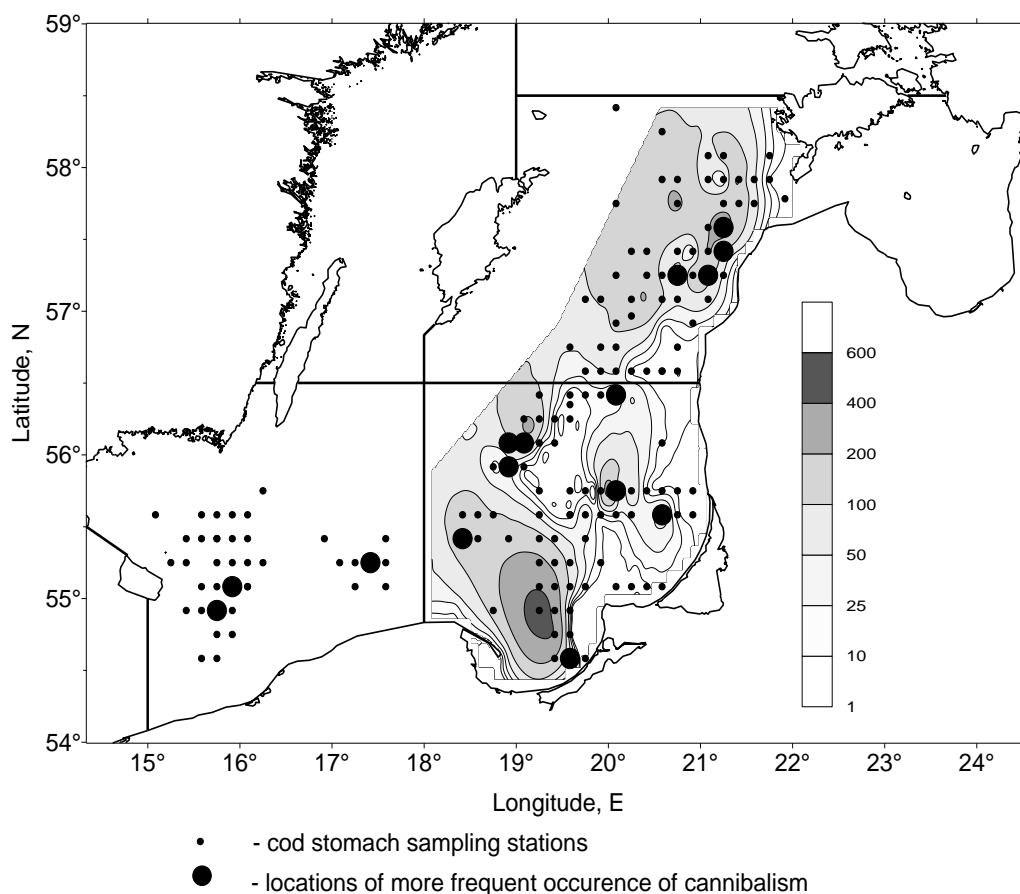 59°
58°
57°
56°
55°
54°
Latitude, N
600
400
200
100
50
25
10
1
15° 16° 17° 18° 19° 20° 21° 22° 23° 24°
Longitude, E
- cod stomach sampling stations
- locations of more frequent occurence of cannibalism